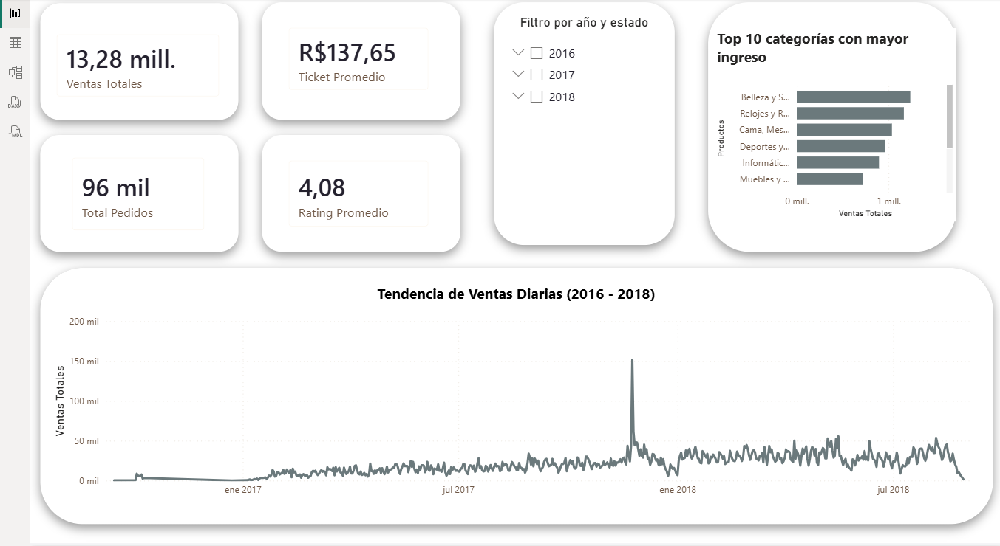 13,28 mill.
Ventas Totales
R$137,65
Ticket Promedio
96 mil
Total Pedidos
4,08
Rating Promedio
Filtro por año y estado
2016
2017
2018
Top 10 categorías con mayor
ingreso
Productos
Belleza y S...
Relojes y R...
Cama, Mes...
Deportes y...
Informátic...
Muebles y ...
0 mill.
1 mill.
Ventas Totales
Tendencia de Ventas Diarias (2016 - 2018)
Ventas Totales
200 mil
150 mil
100 mil
50 mil
0 mil
ene 2017
jul 2017
ene 2018
jul 2018
DAX
TMDL